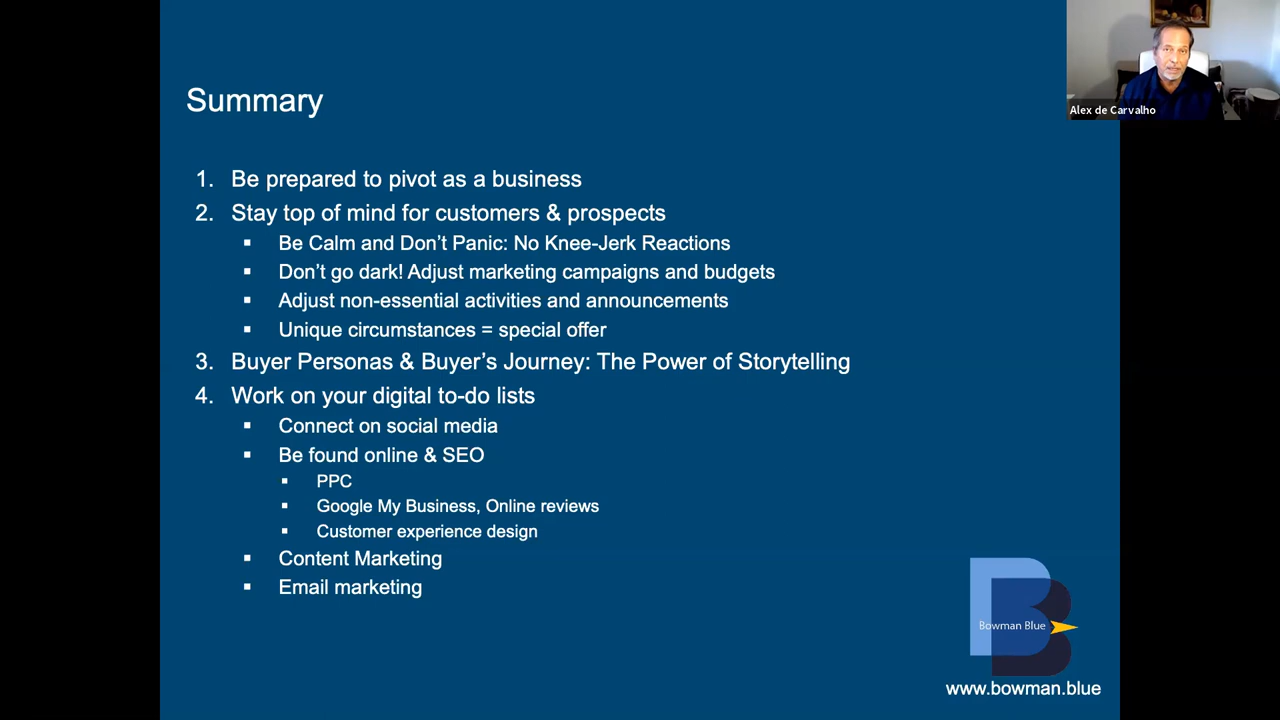 Alex de Carvalho
Summary
1. Be prepared to pivot as a business
2. Stay top of mind for customers & prospects
▪ Be Calm and Don’t Panic: No Knee-Jerk Reactions
▪ Don’t go dark! Adjust marketing campaigns and budgets
▪ Adjust non-essential activities and announcements
▪ Unique circumstances = special offer
3. Buyer Personas & Buyer’s Journey: The Power of Storytelling
4. Work on your digital to-do lists
▪ Connect on social media
▪ Be found online & SEO
▪ PPC
▪ Google My Business, Online reviews
▪ Customer experience design
▪ Content Marketing
▪ Email marketing
Bowman Blue
www.bowman.blue